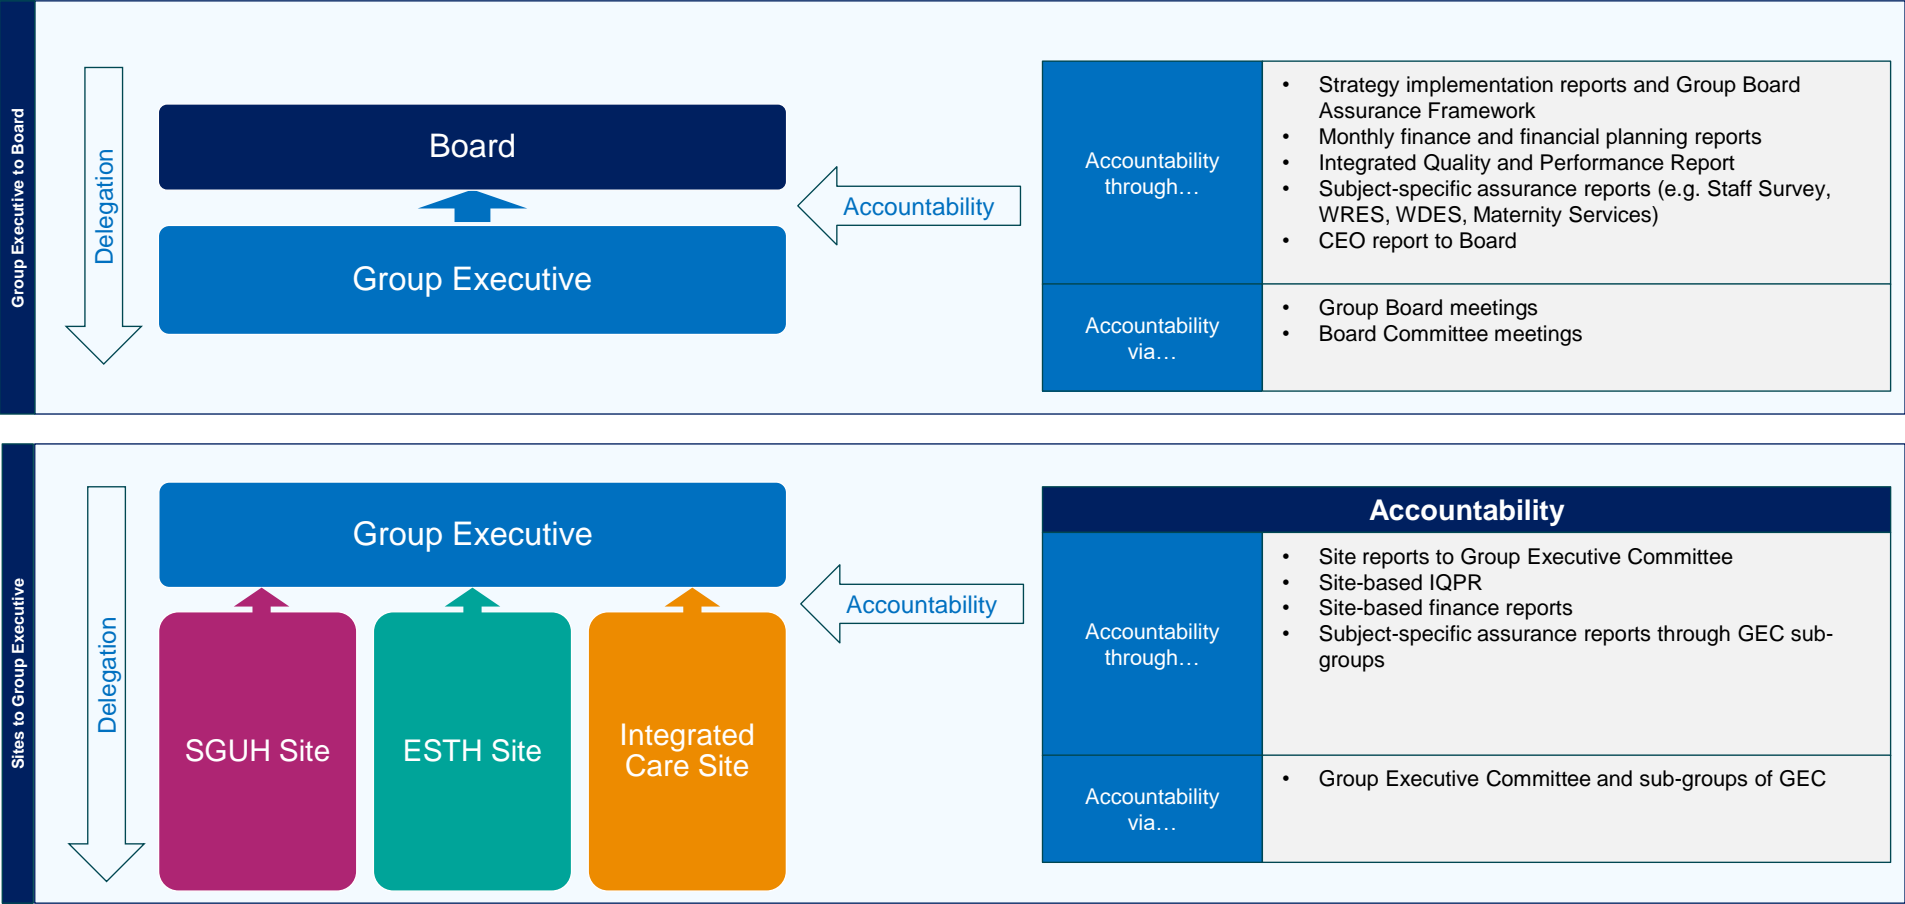 Group Executive to Board
Delegation
Board
Group Executive
Accountability
Accountability
through…
• Strategy implementation reports and Group Board
Assurance Framework
• Monthly finance and financial planning reports
• Integrated Quality and Performance Report
• Subject-specific assurance reports (e.g. Staff Survey,
WRES, WDES, Maternity Services)
• CEO report to Board
Accountability
via…
• Group Board meetings
• Board Committee meetings
Sites to Group Executive
Delegation
Group Executive
SGUH Site
ESTH Site
Integrated
Care Site
Accountability
Accountability
Accountability
through…
• Site reports to Group Executive Committee
• Site-based IQPR
• Site-based finance reports
• Subject-specific assurance reports through GEC sub-
groups
Accountability
via…
• Group Executive Committee and sub-groups of GEC